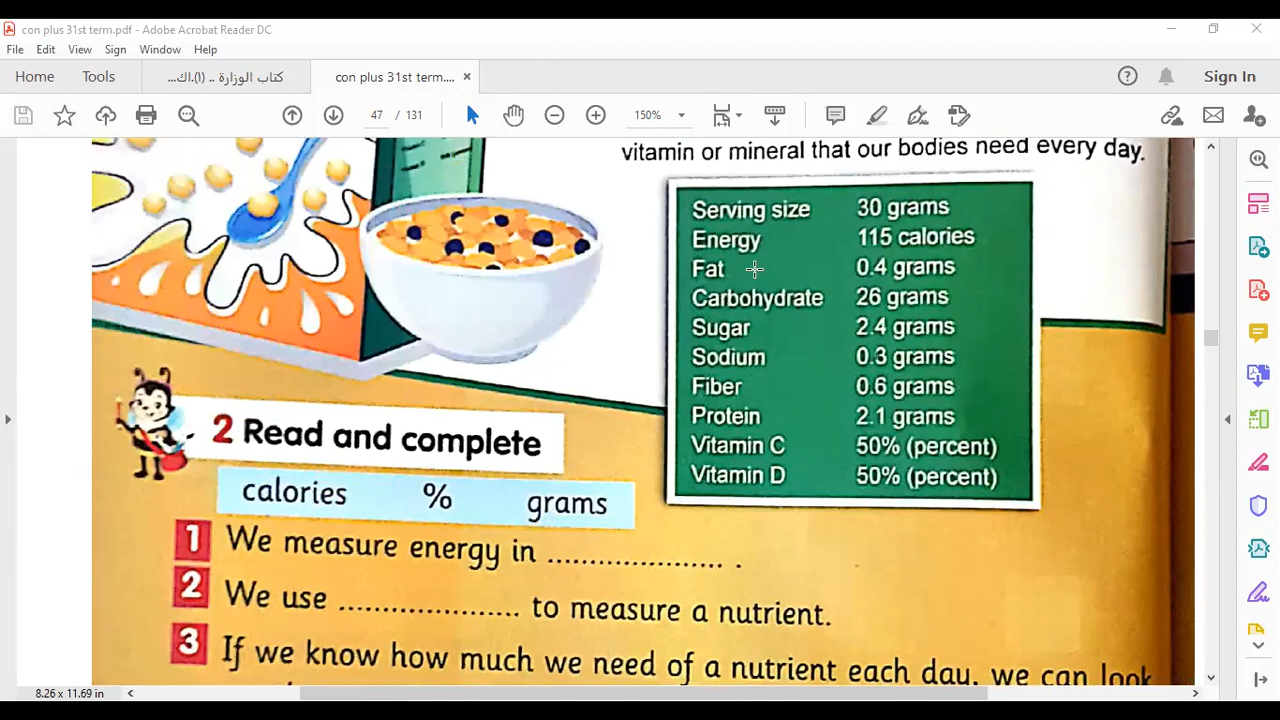 con plus 31st term.pdf - Adobe Acrobat Reader DC
File Edit View Sign Window Help
Home Tools كتاب الوزارة .. (١).اك... con plus 31st term.... × Sign In
47 / 131 150%
vitamin or mineral that our bodies need every day.
Serving size 30 grams
Energy 115 calories
Fat 0.4 grams
Carbohydrate 26 grams
Sugar 2.4 grams
Sodium 0.3 grams
Fiber 0.6 grams
Protein 2.1 grams
Vitamin C 50% (percent)
Vitamin D 50% (percent)
2 Read and complete
calories % grams
1 We measure energy in ..................... .
2 We use ..................... to measure a nutrient.
3 If we know how much we need of a nutrient each day, we can look
8.26 x 11.69 in